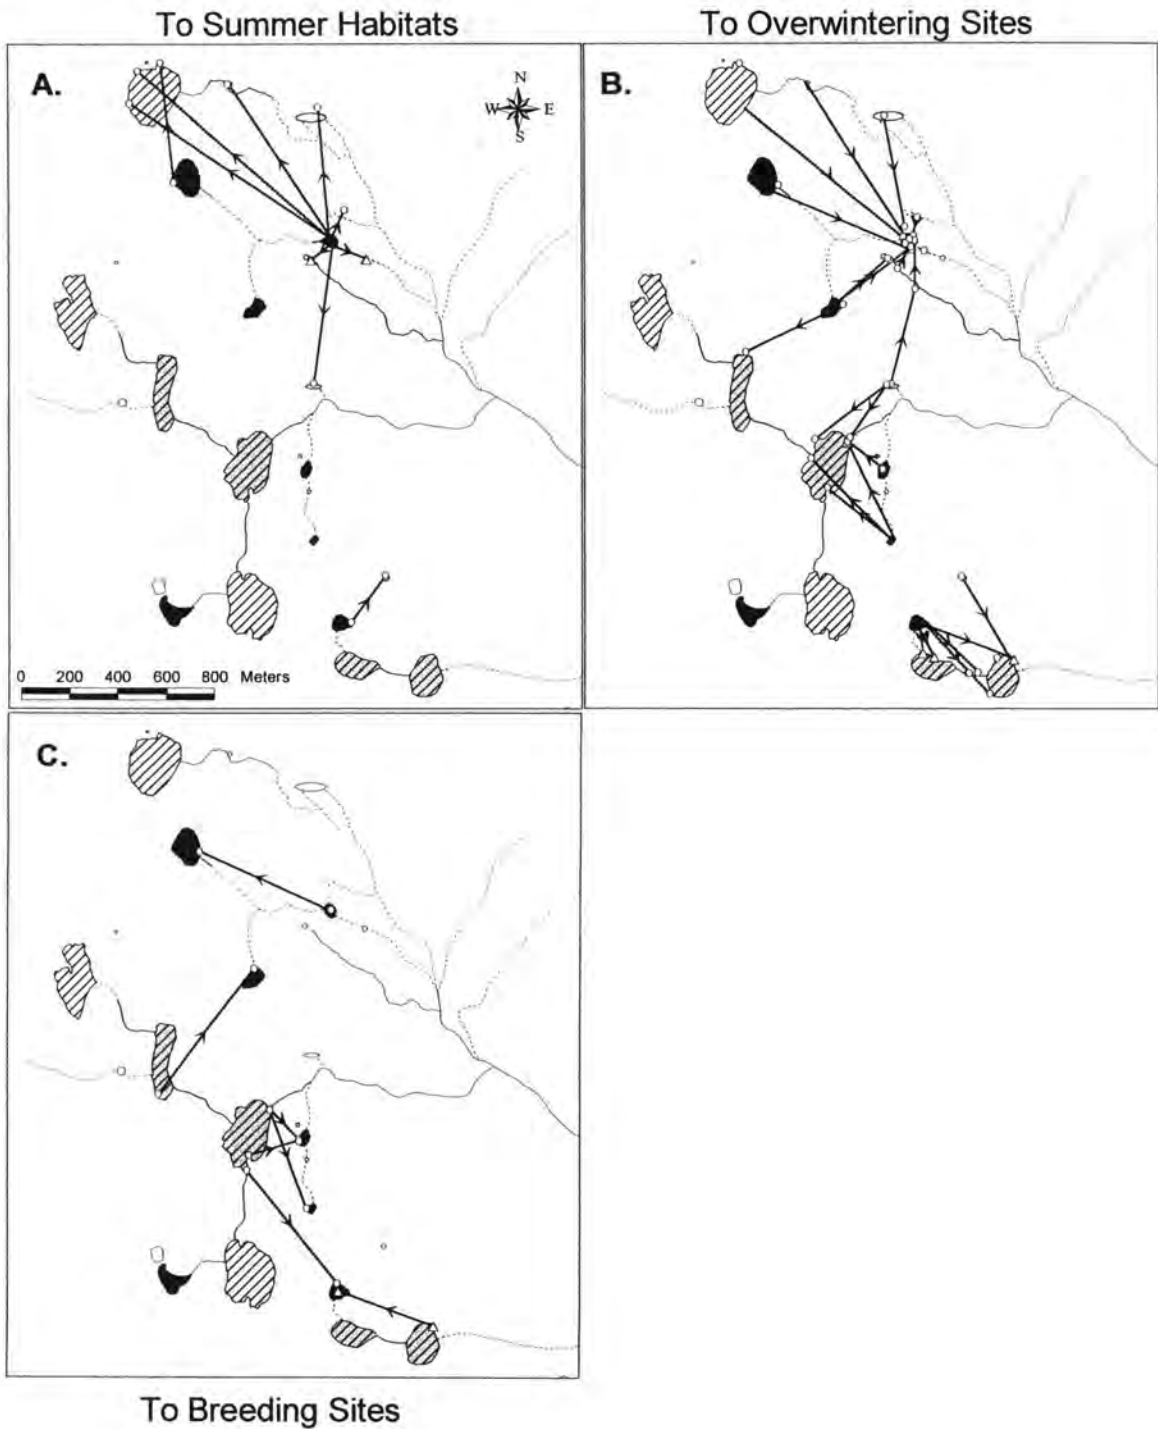 To Summer Habitats
To Overwintering Sites
A.
N
W E
S
B.
0 200 400 600 800 Meters
C.
To Breeding Sites